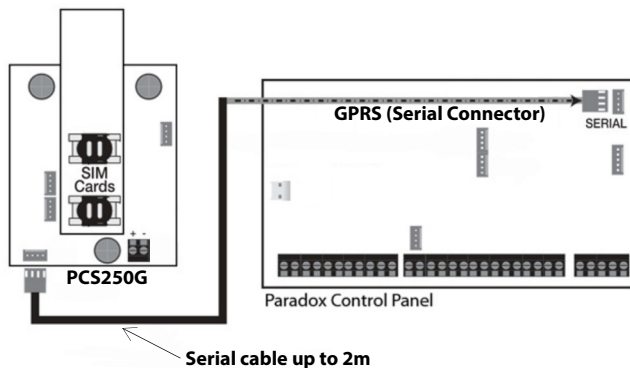 GPRS (Serial Connector)
SERIAL
SIM
Cards
+ -
PCS250G
Paradox Control Panel
Serial cable up to 2m